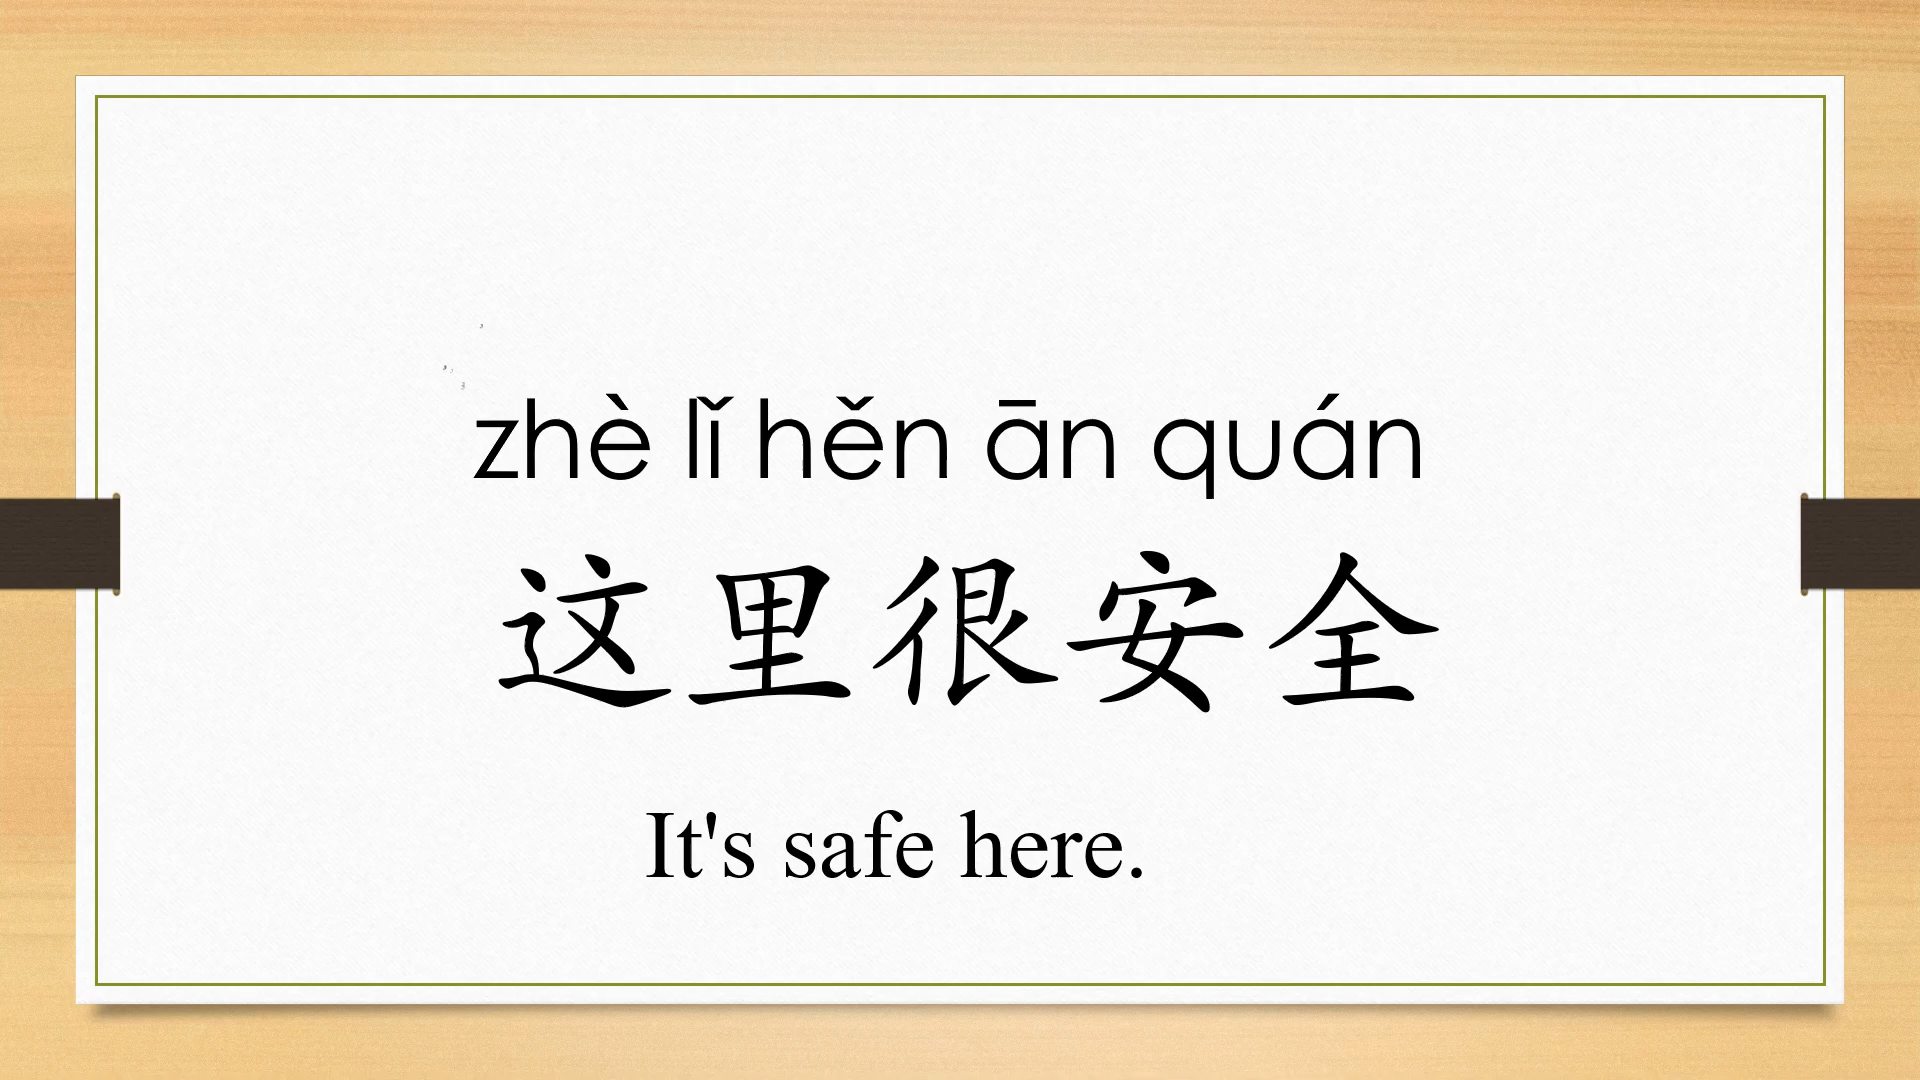 zhè lǐ hěn ān quán
这里很安全
It's safe here.